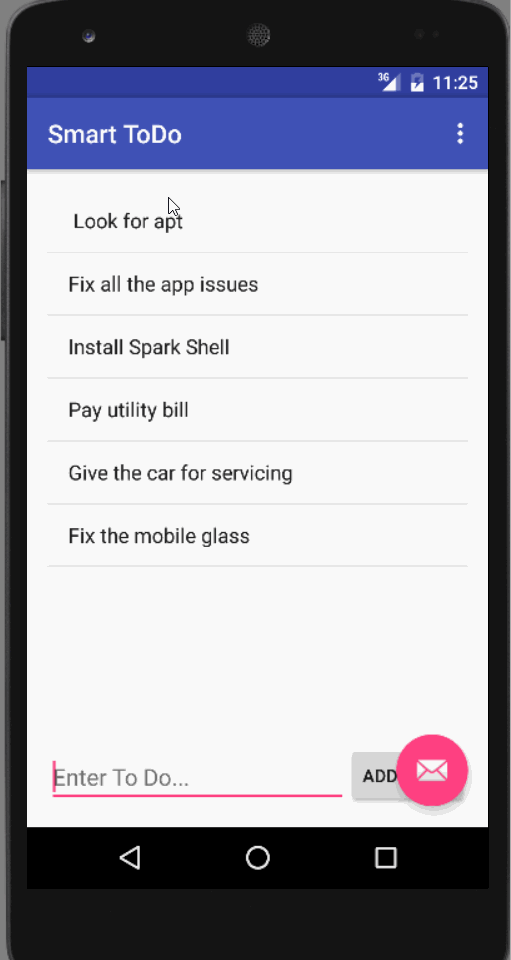 3G 11:25
Smart ToDo
Look for apt
Fix all the app issues
Install Spark Shell
Pay utility bill
Give the car for servicing
Fix the mobile glass
Enter To Do...
ADD